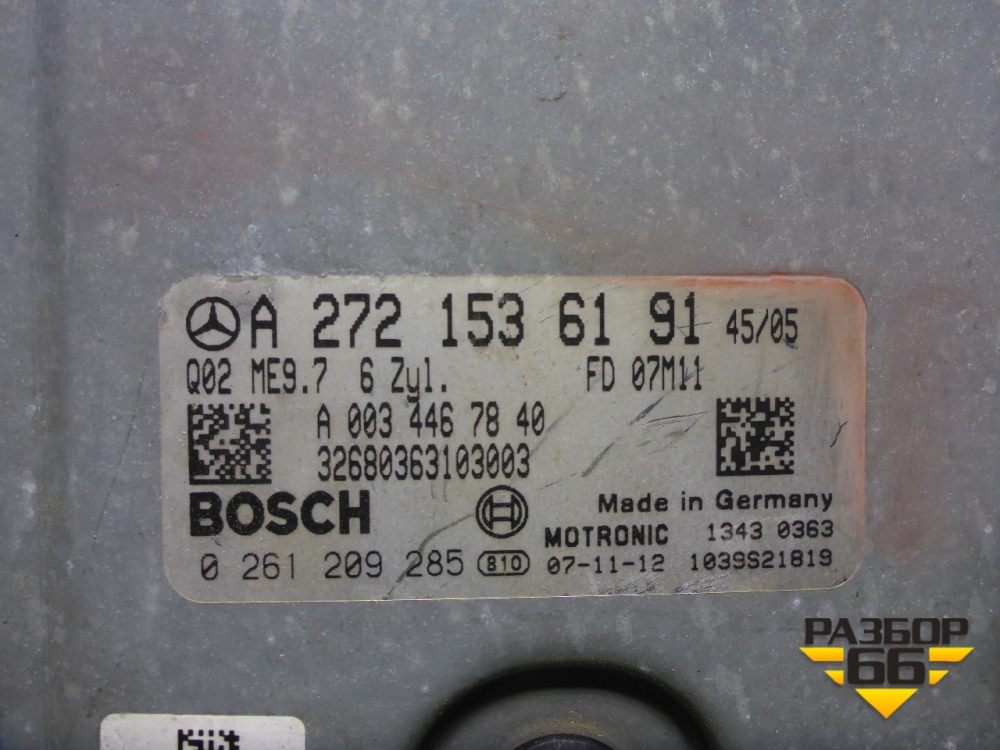 A 272 153 61 91 45/05
Q02 ME9.7 6 Zyl. FD 07M11
A 003 446 78 40
32680363103003
BOSCH
Made in Germany
MOTRONIC 1343 0363
0 261 209 285 810 07-11-12 1039S21819
РАЗБОР
66